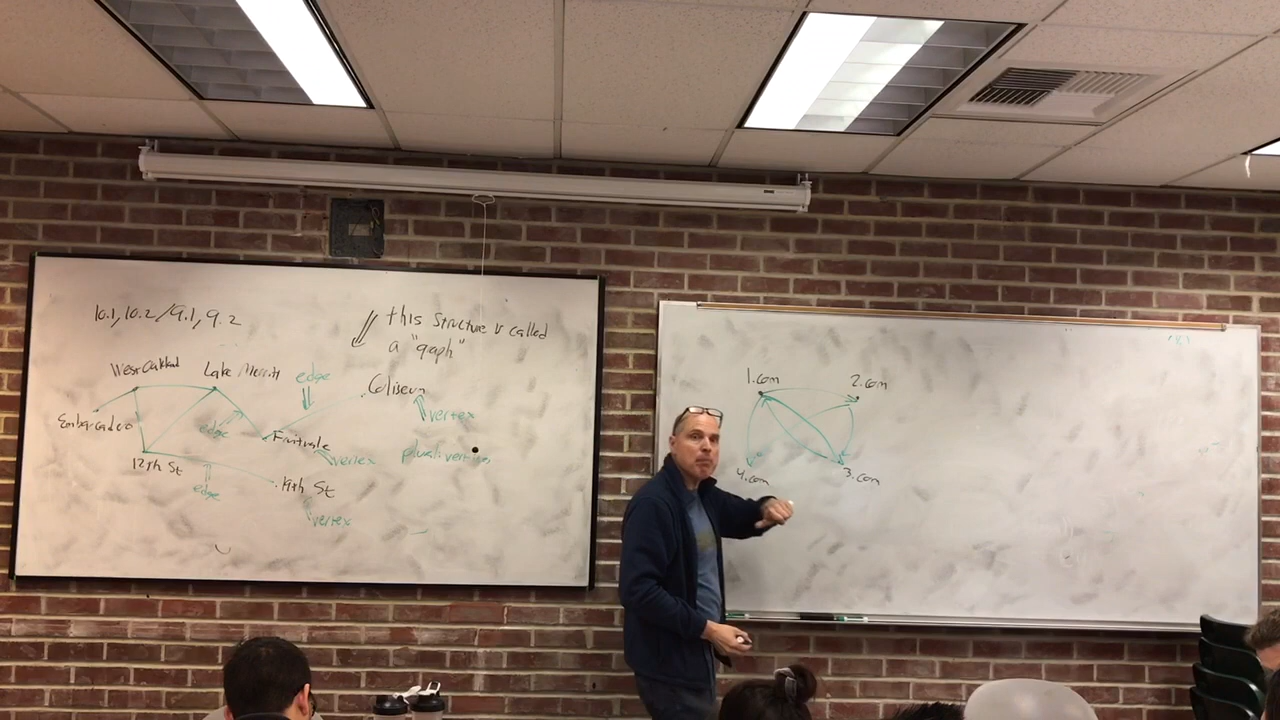 10.1, 10.2 / 9.1, 9.2
this structure is called
a "graph"
West Oakland
Lake Merritt
edge
Coliseum
vertex
Embarcadero
edge
Fruitvale
vertex
plural: vertices
12th St
edge
19th St
vertex
1.com
2.com
4.com
3.com